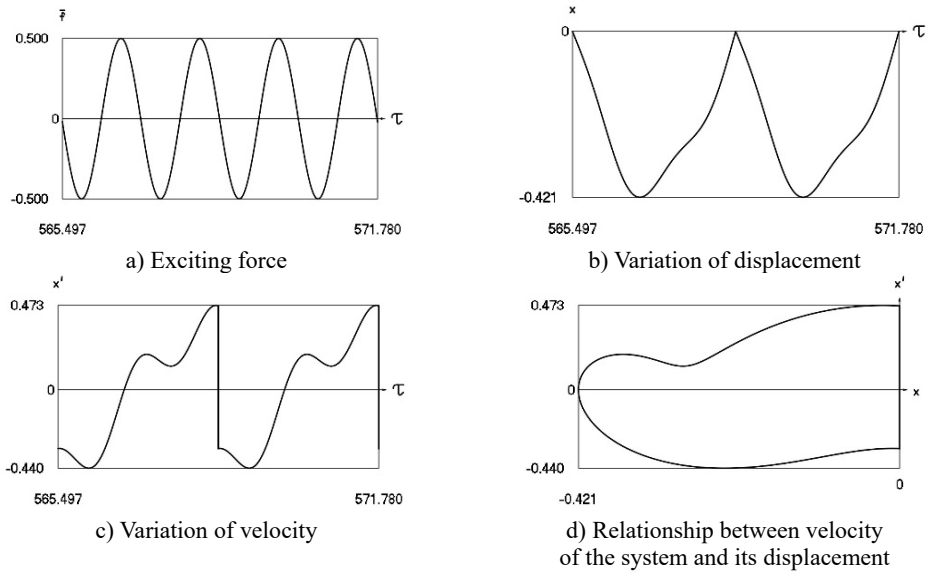 f̄
0.500
0
τ
-0.500
565.497
571.780
a) Exciting force
x
0
τ
-0.421
565.497
571.780
b) Variation of displacement
x'
0.473
0
τ
-0.440
565.497
571.780
c) Variation of velocity
x'
0.473
0
x
-0.440
0
-0.421
d) Relationship between velocity
of the system and its displacement